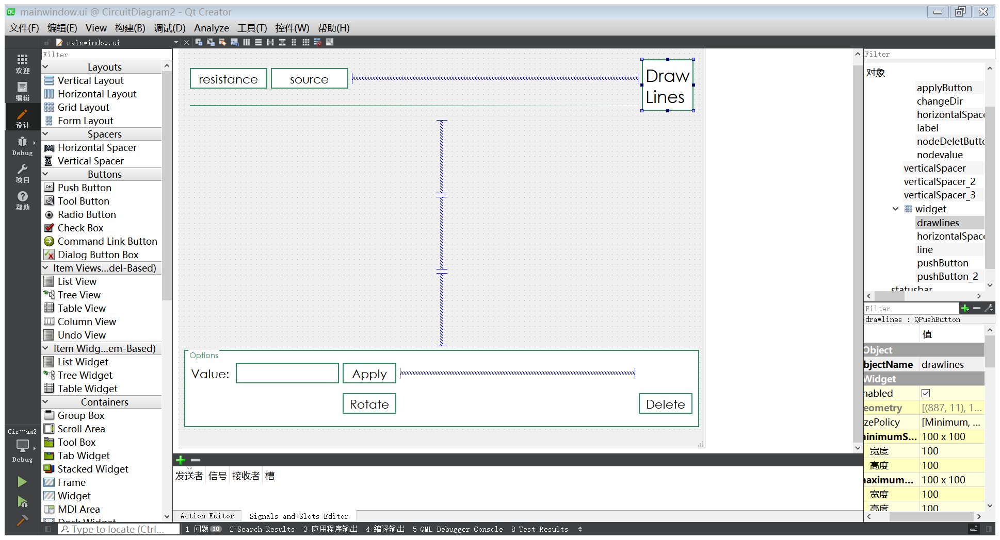 mainwindow.ui @ CircuitDiagram2 - Qt Creator
文件(F) 编辑(E) View 构建(B) 调试(D) Analyze 工具(T) 控件(W) 帮助(H)
mainwindow.ui
欢迎
编辑
设计
Debug
项目
帮助
Cir…am2
Debug
Filter
Layouts
Vertical Layout
Horizontal Layout
Grid Layout
Form Layout
Spacers
Horizontal Spacer
Vertical Spacer
Buttons
OK Push Button
Tool Button
Radio Button
Check Box
Command Link Button
Dialog Button Box
Item Views...del-Based)
List View
Tree View
Table View
Column View
Undo View
Item Widg...em-Based)
List Widget
Tree Widget
Table Widget
Containers
Group Box
Scroll Area
Tool Box
Tab Widget
Stacked Widget
Frame
Widget
MDI Area
Dock Widget
resistance source
Draw
Lines
Options
Value: Apply
Rotate Delete
发送者 信号 接收者 槽
Action Editor Signals and Slots Editor
Filter
对象
applyButton
changeDir
horizontalSpace
label
nodeDeletButto
nodevalue
verticalSpacer
verticalSpacer_2
verticalSpacer_3
widget
drawlines
horizontalSpace
line
pushButton
pushButton_2
statusbar
Filter
drawlines : QPushButton
值
Object
bjectName drawlines
Widget
nabled
eometry [(887, 11), 1...
zePolicy [Minimum, ...
inimumS... 100 x 100
宽度 100
高度 100
aximum... 100 x 100
宽度 100
高度 100
Type to locate (Ctrl... 1 问题 10 2 Search Results 3 应用程序输出 4 编译输出 5 QML Debugger Console 8 Test Results